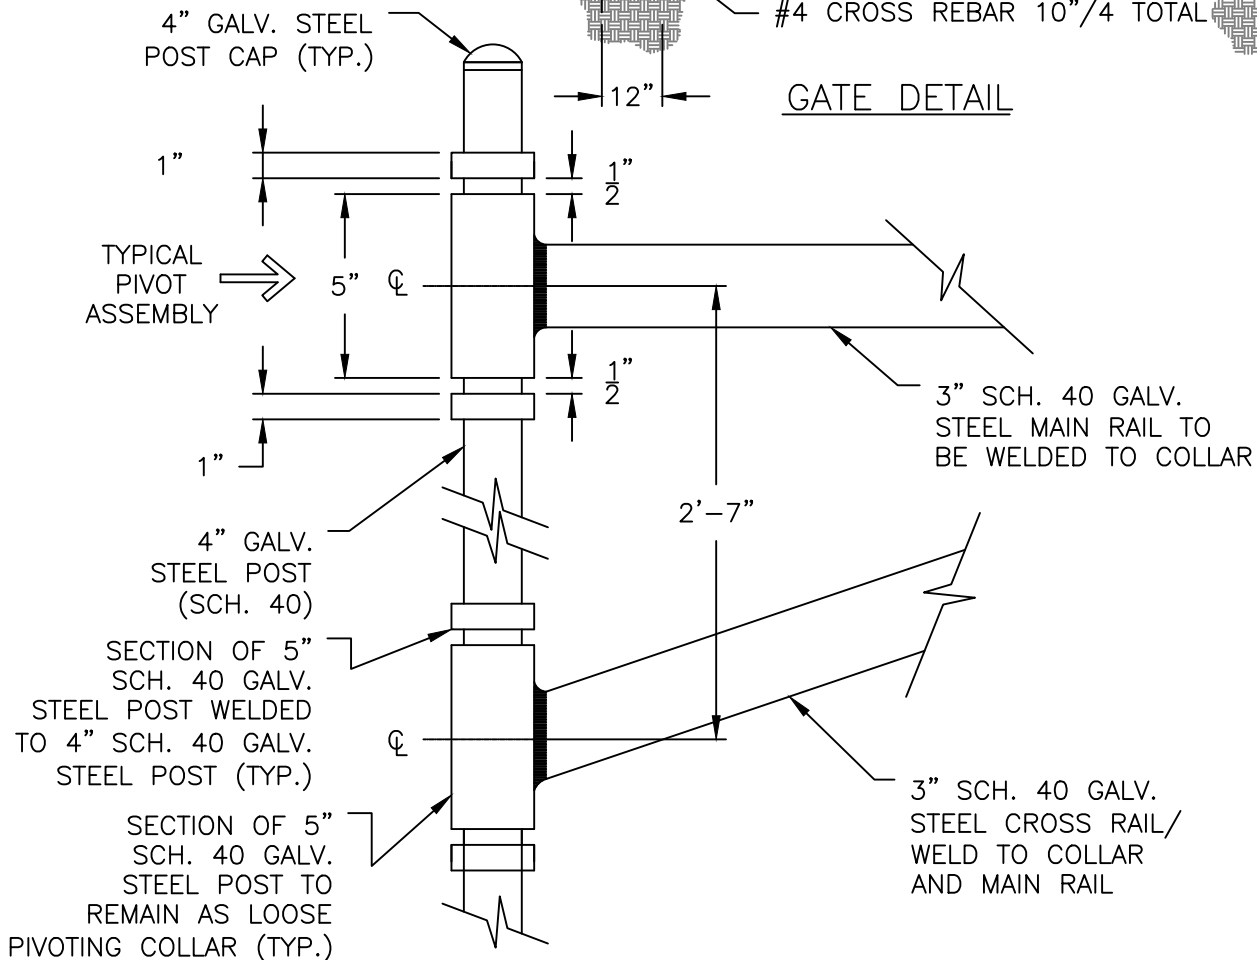 4” GALV. STEEL
POST CAP (TYP.)
#4 CROSS REBAR 10”/4 TOTAL
12”
GATE DETAIL
1”
1”
2
TYPICAL
PIVOT
ASSEMBLY
5”
℄
1”
2
3” SCH. 40 GALV.
STEEL MAIN RAIL TO
BE WELDED TO COLLAR
1”
2’–7”
4” GALV.
STEEL POST
(SCH. 40)
SECTION OF 5”
SCH. 40 GALV.
STEEL POST WELDED
TO 4” SCH. 40 GALV.
STEEL POST (TYP.)
℄
3” SCH. 40 GALV.
STEEL CROSS RAIL/
WELD TO COLLAR
AND MAIN RAIL
SECTION OF 5”
SCH. 40 GALV.
STEEL POST TO
REMAIN AS LOOSE
PIVOTING COLLAR (TYP.)